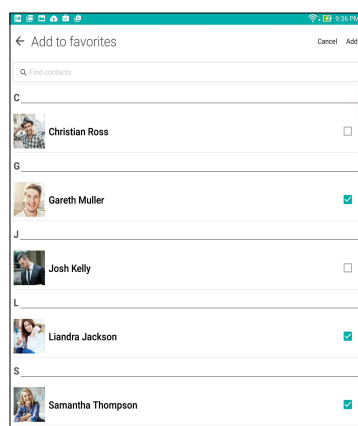 9:36 PM
Add to favorites
Cancel Add
Find contacts
C
Christian Ross
G
Gareth Muller
J
Josh Kelly
L
Liandra Jackson
S
Samantha Thompson